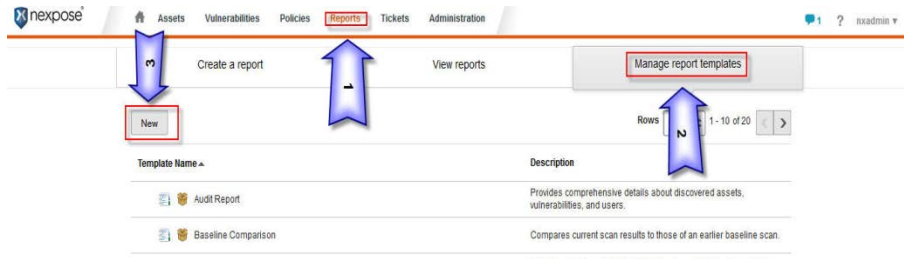 nexpose
Assets Vulnerabilities Policies Reports Tickets Administration
1 ? nxadmin
3
Create a report View reports Manage report templates
1
New
Rows 1 - 10 of 20
2
Template Name Description
Audit Report Provides comprehensive details about discovered assets,
vulnerabilities, and users.
Baseline Comparison Compares current scan results to those of an earlier baseline scan.